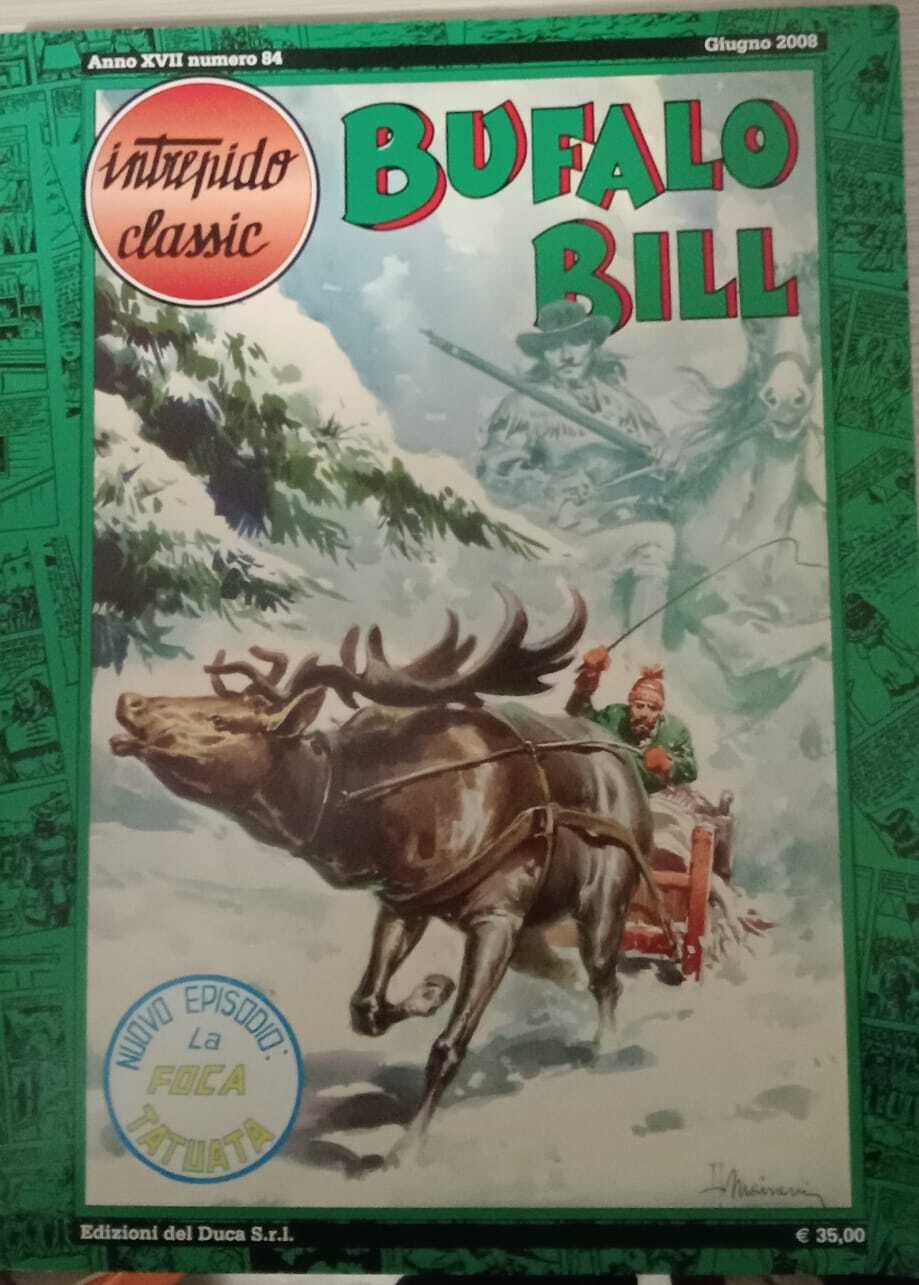 Anno XVII numero 84
Giugno 2008
intrepido
classic
BUFALO
BILL
NUOVO EPISODIO:
La
FOCA
TATUATA
Edizioni del Duca S.r.l.
€ 35,00